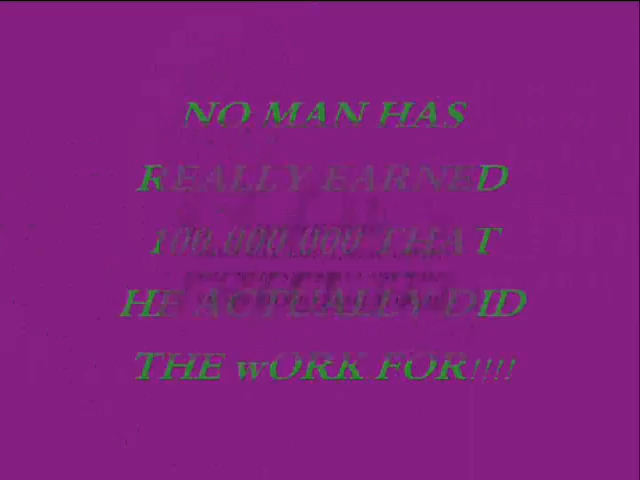 NO MAN HAS
REALLY EARNED
100,000,000 THAT
HE ACTUALLY DID
THE wORK FOR!!!!